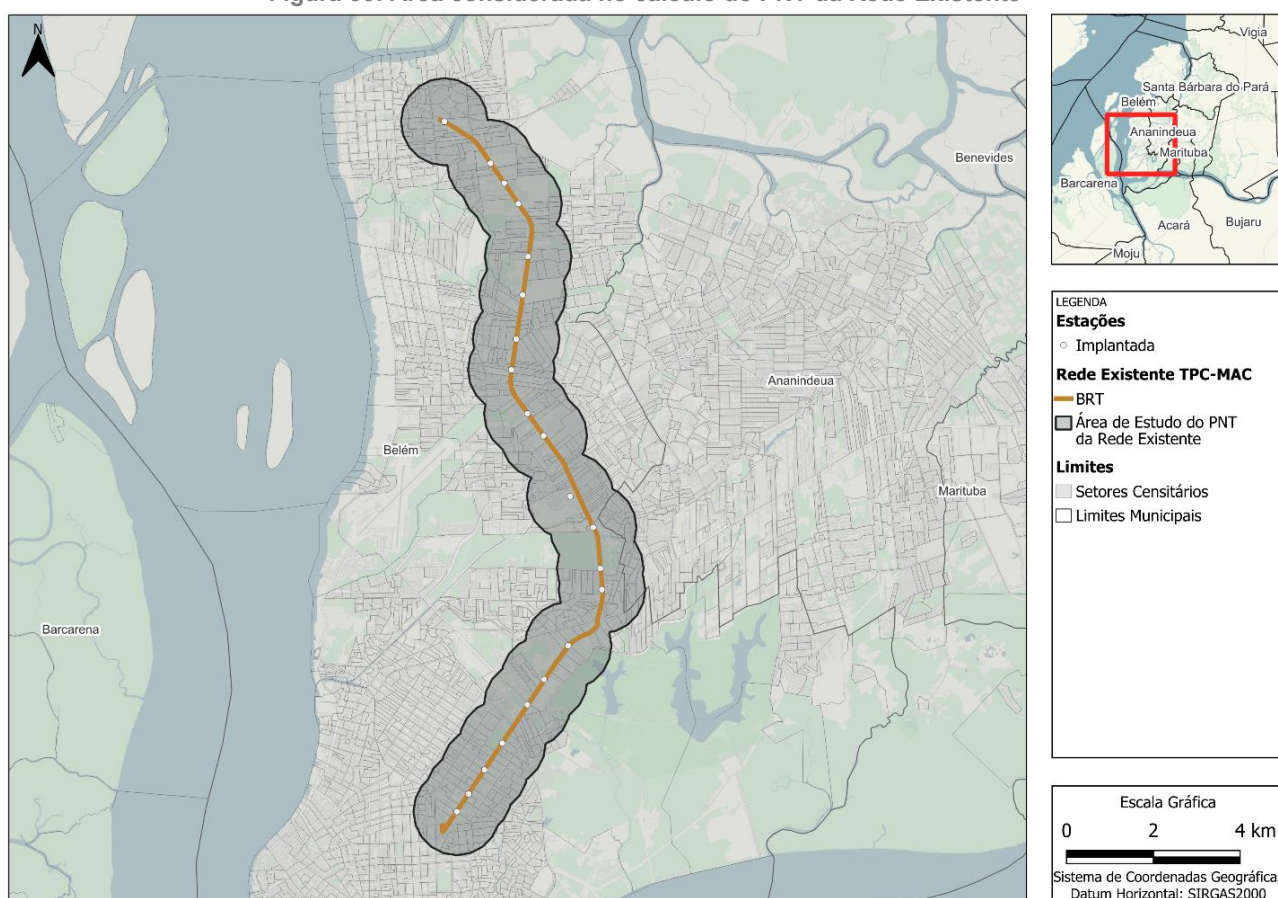 N
Benevides
Ananindeua
Belém
Marituba
Barcarena
Vigia
Santa Bárbara do Pará
Belém
Ananindeua
Marituba
Barcarena
Acará
Bujaru
Moju
LEGENDA
Estações
Implantada
Rede Existente TPC-MAC
BRT
Área de Estudo do PNT
da Rede Existente
Limites
Setores Censitários
Limites Municipais
Escala Gráfica
0 2 4 km
Sistema de Coordenadas Geográficas
Datum Horizontal: SIRGAS2000